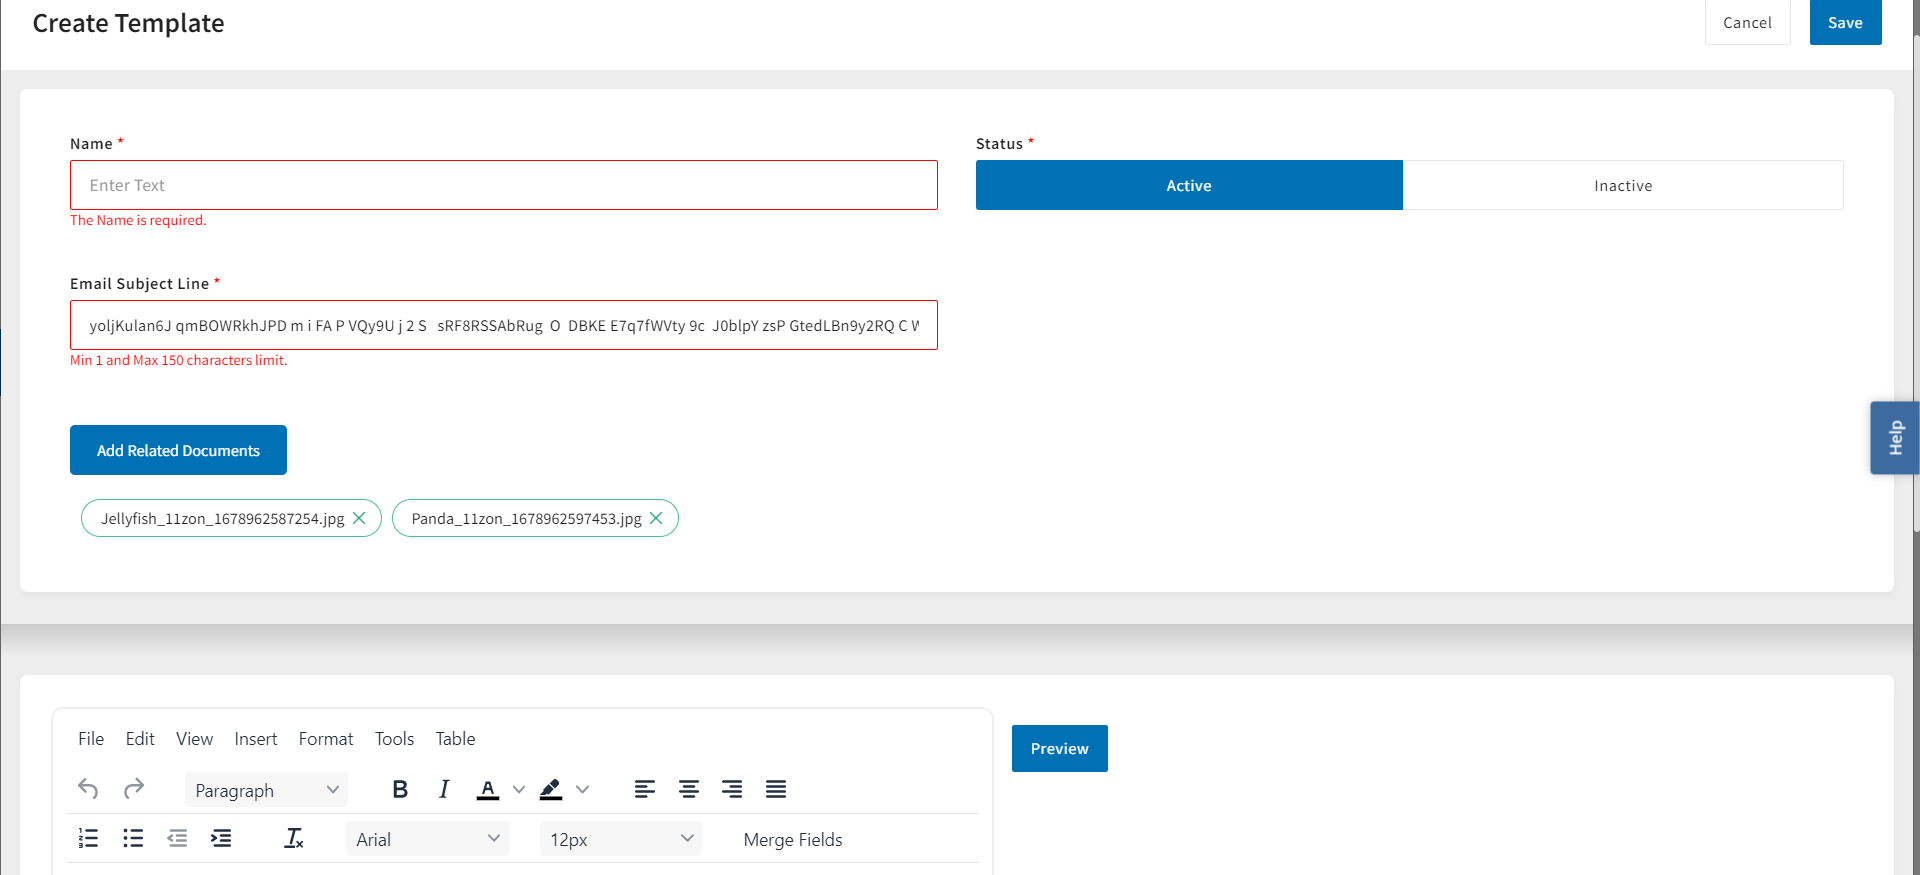 Create Template
Cancel
Save
Name *
Status *
Enter Text
Active
Inactive
The Name is required.
Email Subject Line *
yoljKulan6J qmBOWRkhJPD m i FA P VQy9U j 2 S sRF8RSSAbRug O DBKE E7q7fWVty 9c J0blpY zsP GtedLBn9y2RQ C
Min 1 and Max 150 characters limit.
Add Related Documents
Help
Jellyfish_11zon_1678962587254.jpg
Panda_11zon_1678962597453.jpg
File Edit View Insert Format Tools Table
Preview
Paragraph
B I A
Arial
12px
Merge Fields